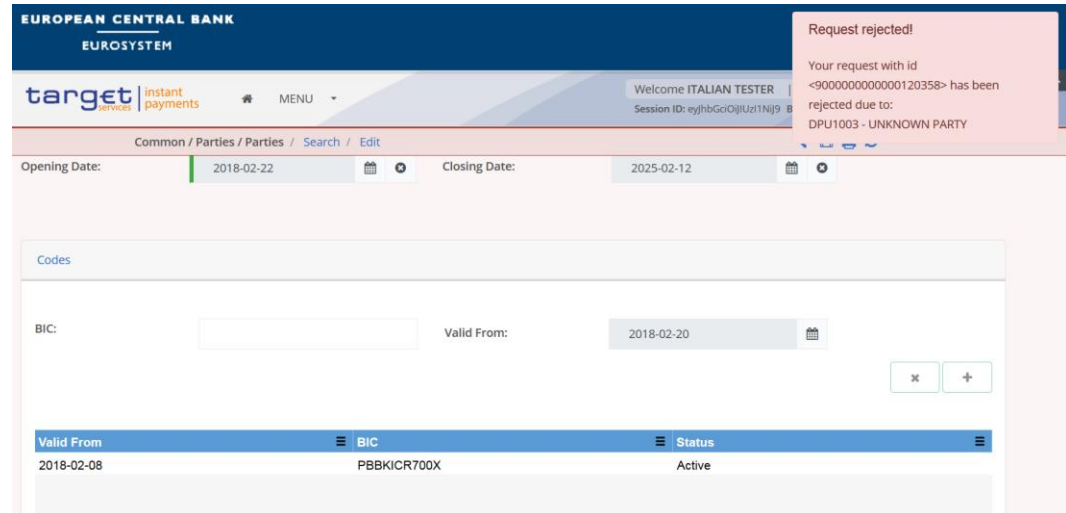 EUROPEAN CENTRAL BANK
EUROSYSTEM
Request rejected!
Your request with id
<9000000000000120358> has been
rejected due to:
DPU1003 - UNKNOWN PARTY
target services instant payments
MENU
Welcome ITALIAN TESTER |
Session ID:
Common / Parties / Parties / Search / Edit
Opening Date: 2018-02-22 Closing Date: 2025-02-12
Codes
BIC: Valid From: 2018-02-20
Valid From BIC Status
2018-02-08 PBBKICR700X Active